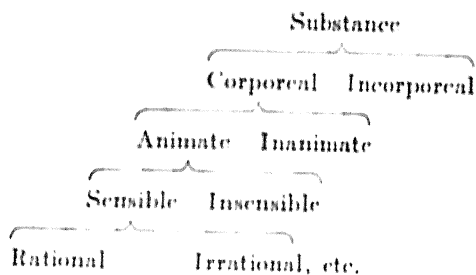 Substance
Corporeal Incorporeal
Animate Inanimate
Sensible Insensible
Rational Irrational, etc.